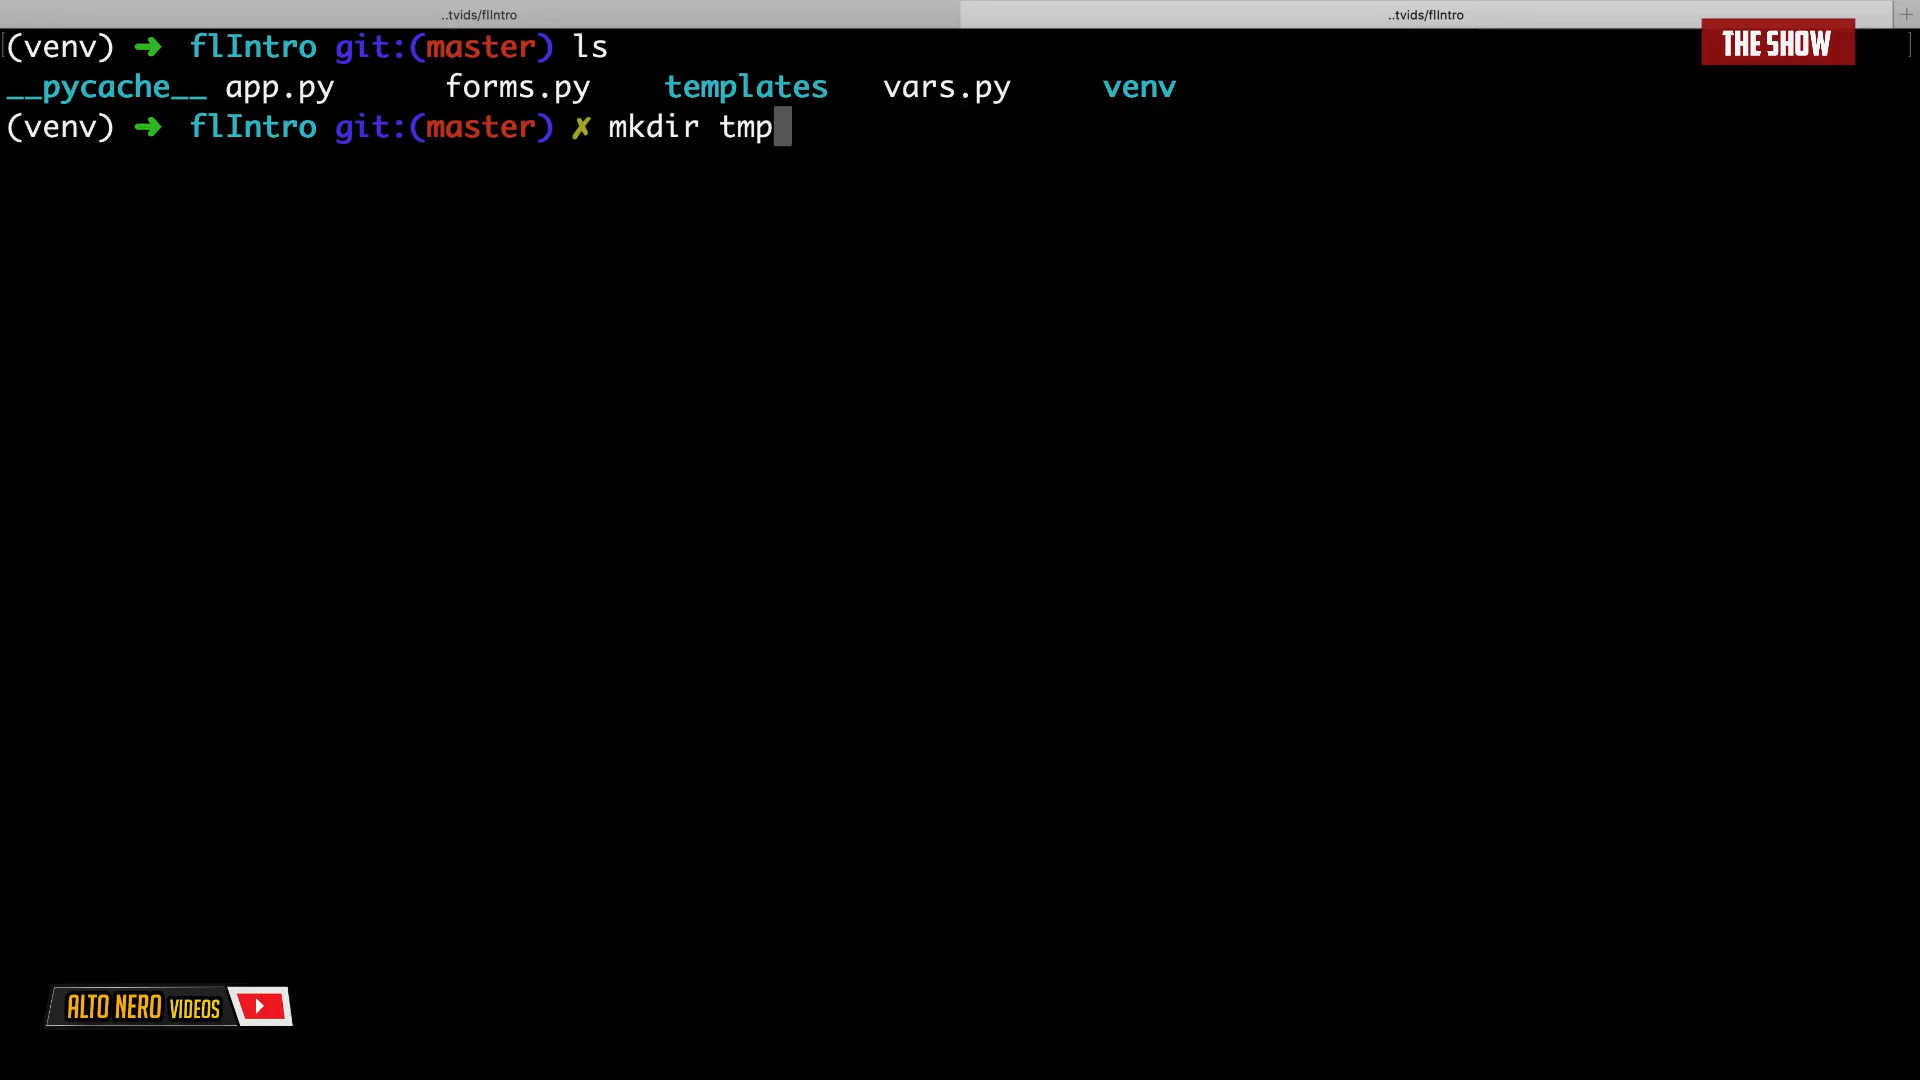 ..tvids/flIntro ..tvids/flIntro +
THE SHOW
(venv) ➜ flIntro git:(master) ls
__pycache__ app.py forms.py templates vars.py venv
(venv) ➜ flIntro git:(master) ✗ mkdir tmp
ALTO NERO VIDEOS